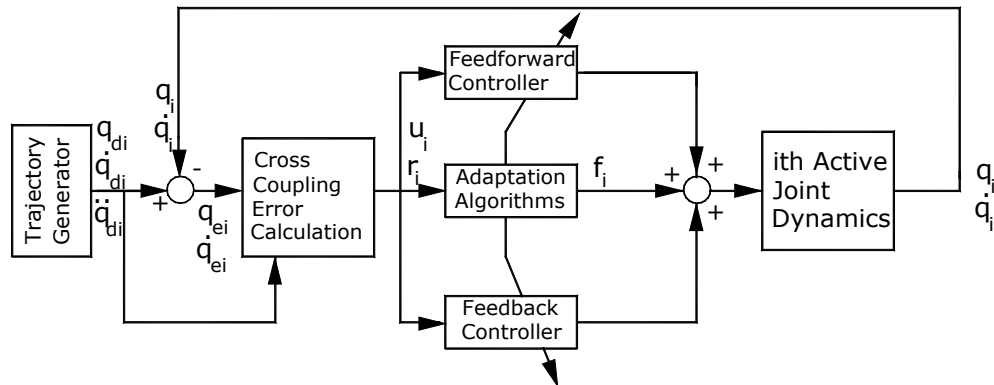 Trajectory
Generator
q_di
q̇_di
q̈_di
q_i
q̇_i
-
+
q_ei
q̇_ei
Cross
Coupling
Error
Calculation
u_i
r_i
Feedforward
Controller
Adaptation
Algorithms
Feedback
Controller
f_i
+
+
+
ith Active
Joint
Dynamics
q_i
q̇_i